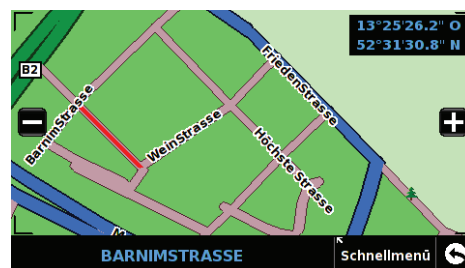 13°25'26.2" O
52°31'30.8" N
B2
FriedenStrasse
BarnimStrasse
WeinStrasse
Höchste Strasse
BARNIMSTRASSE
Schnellmenü